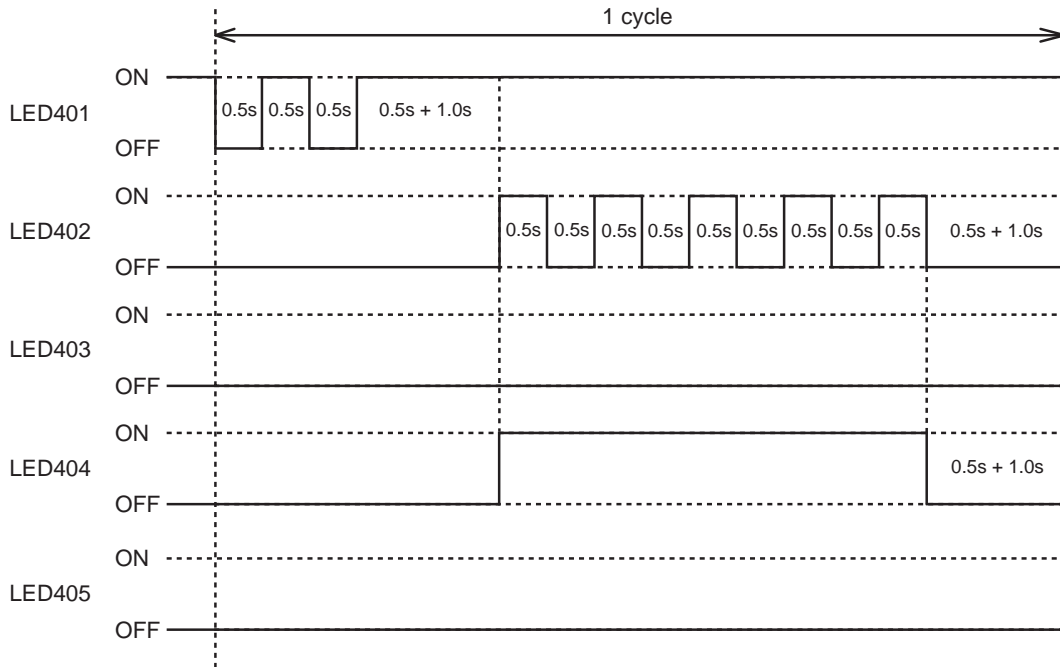 1 cycle
ON
LED401 0.5s 0.5s 0.5s 0.5s + 1.0s
OFF
ON
LED402 0.5s 0.5s 0.5s 0.5s 0.5s 0.5s 0.5s 0.5s 0.5s 0.5s + 1.0s
OFF
ON
LED403
OFF
ON
LED404 0.5s + 1.0s
OFF
ON
LED405
OFF